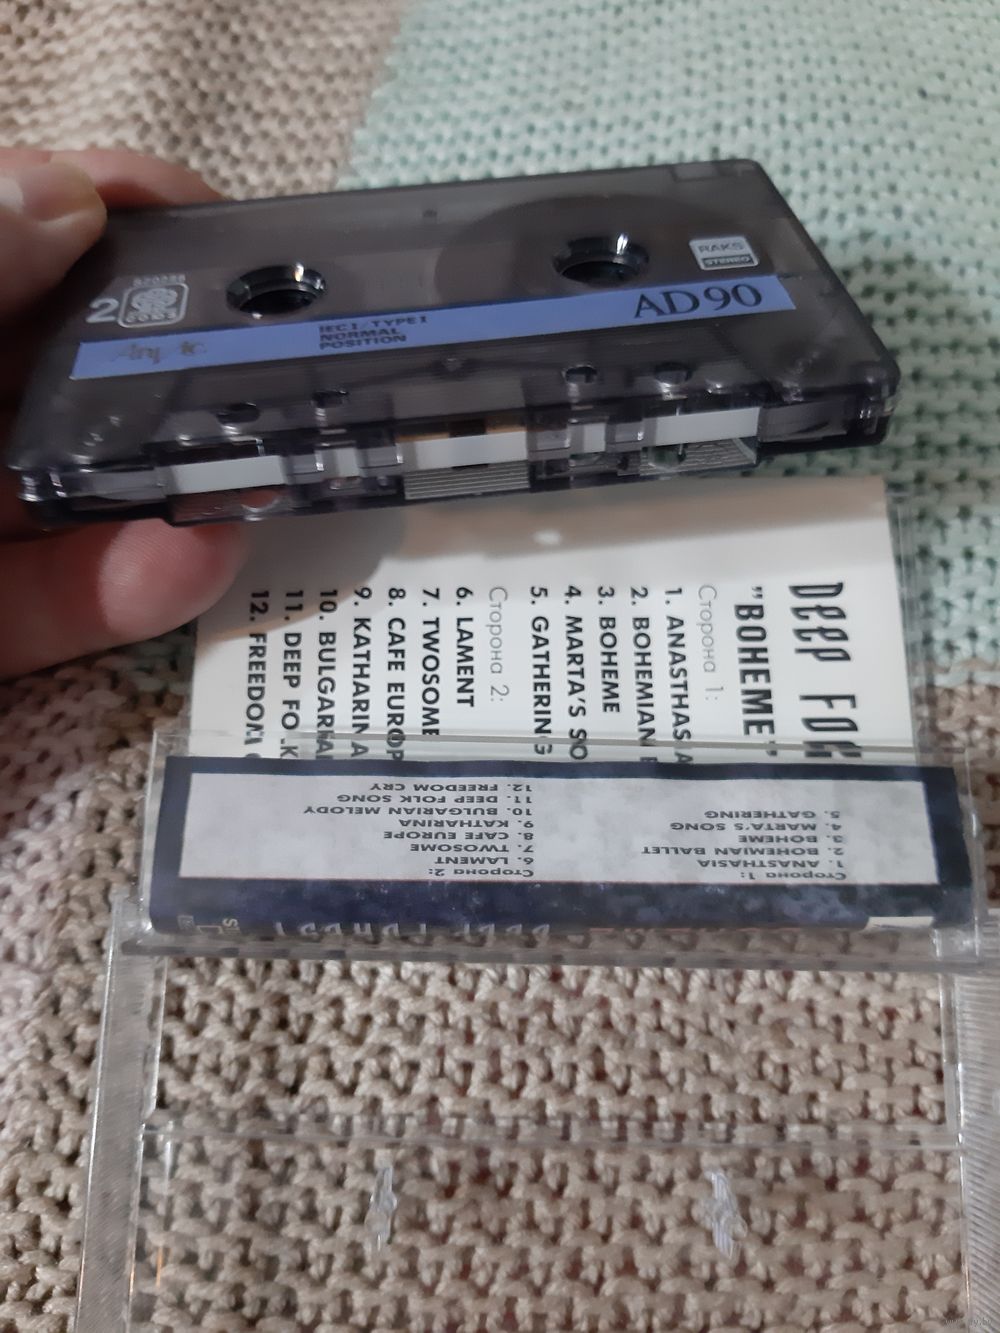 RAKS
STEREO
2
AD90
IEC I/TYPE I
NORMAL
POSITION
DEEP
"BOHEME"
Сторона 1:
1. ANASTHASIA
2. BOHEMIAN
3. BOHEME
4. MARTA'S SO
5. GATHERING
Сторона 2:
6. LAMENT
7. TWOSOME
8. CAFE EUROP
9. KATHARINA
10. BULGARIA
11. DEEP FOLK
12. FREEDOM
Сторона 1:
1. ANASTHASIA
2. BOHEMIAN BALLET
3. BOHEME
4. MARTA'S SONG
5. GATHERING
Сторона 2:
6. LAMENT
7. TWOSOME
8. CAFE EUROPE
9. KATHARINA
10. BULGARIAN MELODY
11. DEEP FOLK SONG
12. FREEDOM CRY